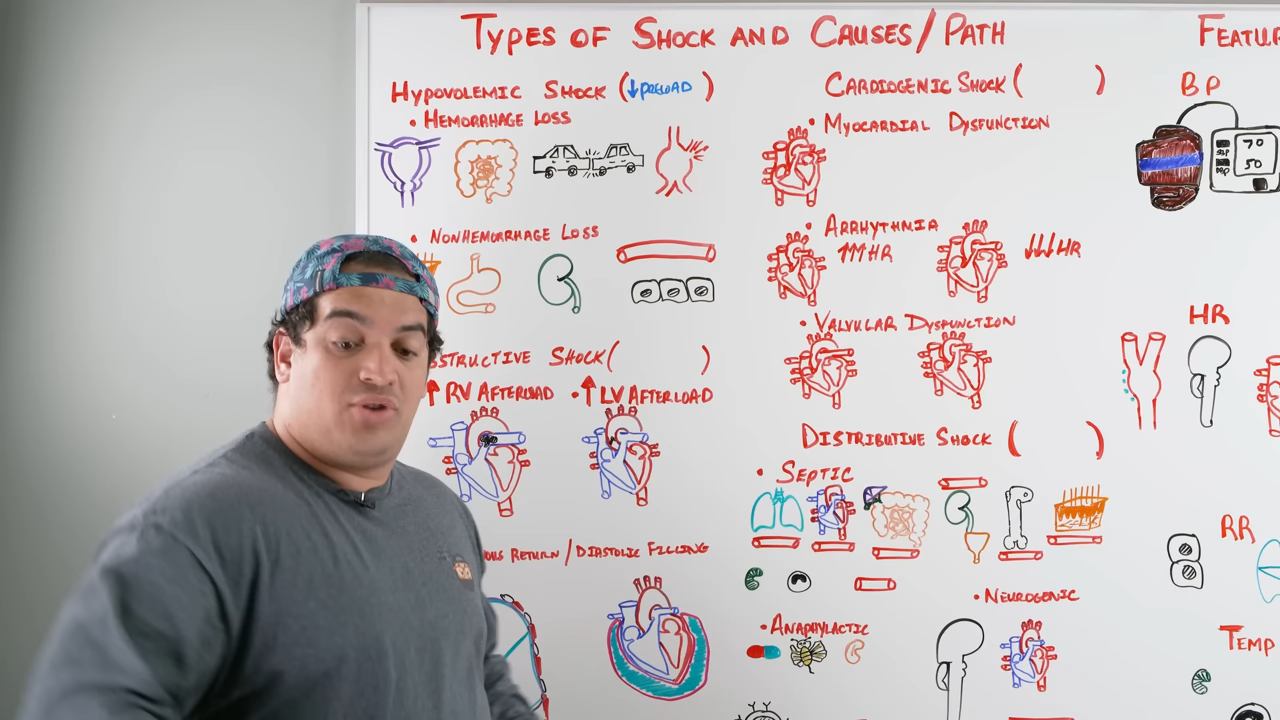 TYPES OF SHOCK AND CAUSES/PATH
HYPOVOLEMIC SHOCK (↓PRELOAD)
• HEMORRHAGE LOSS
• NONHEMORRHAGE LOSS
STRUCTIVE SHOCK( )
↑ RV AFTERLOAD
• ↑ LV AFTERLOAD
RETURN / DIASTOLIC FILLING
CARDIOGENIC SHOCK ( )
• MYOCARDIAL DYSFUNCTION
• ARRHYTHMIA
↑↑↑HR
↓↓↓HR
• VALVULAR DYSFUNCTION
DISTRIBUTIVE SHOCK ( )
• SEPTIC
• NEUROGENIC
• ANAPHYLACTIC
FEATUR
BP
70
50
HR
RR
TEMP